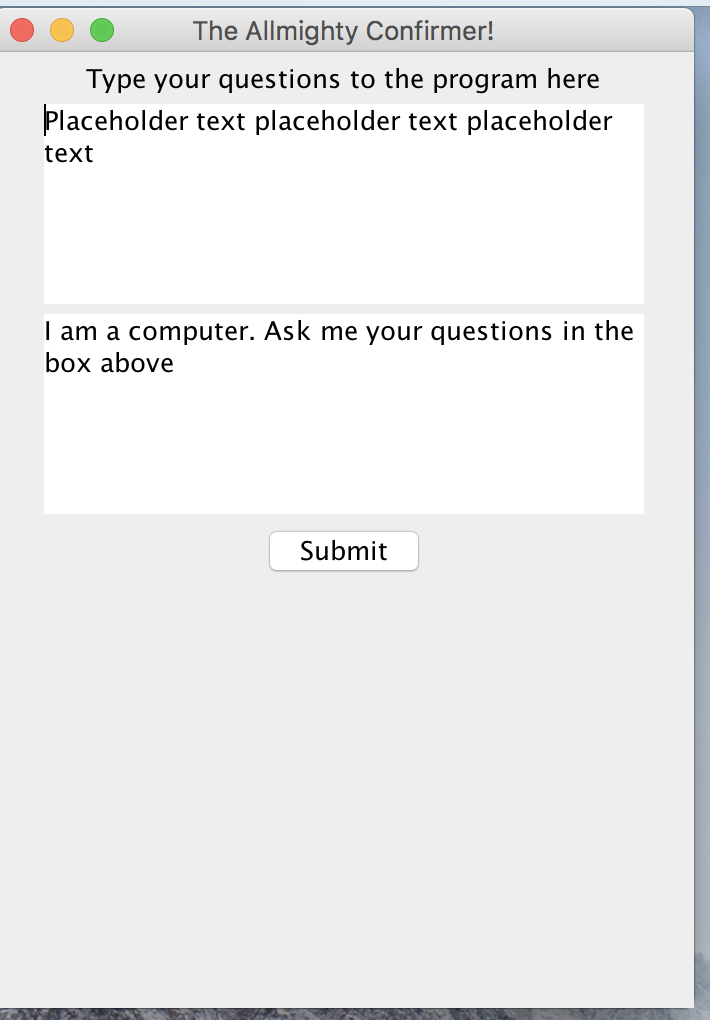 The Allmighty Confirmer!
Type your questions to the program here
Placeholder text placeholder text placeholder
text
I am a computer. Ask me your questions in the
box above
Submit